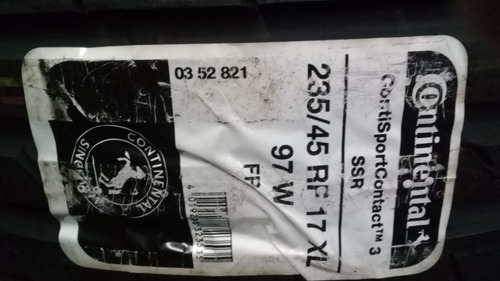 Continental
ContiSportContact™ 3
SSR
235/45 RF 17 XL
97 W
FR
03 52 821
CONTINENTAL